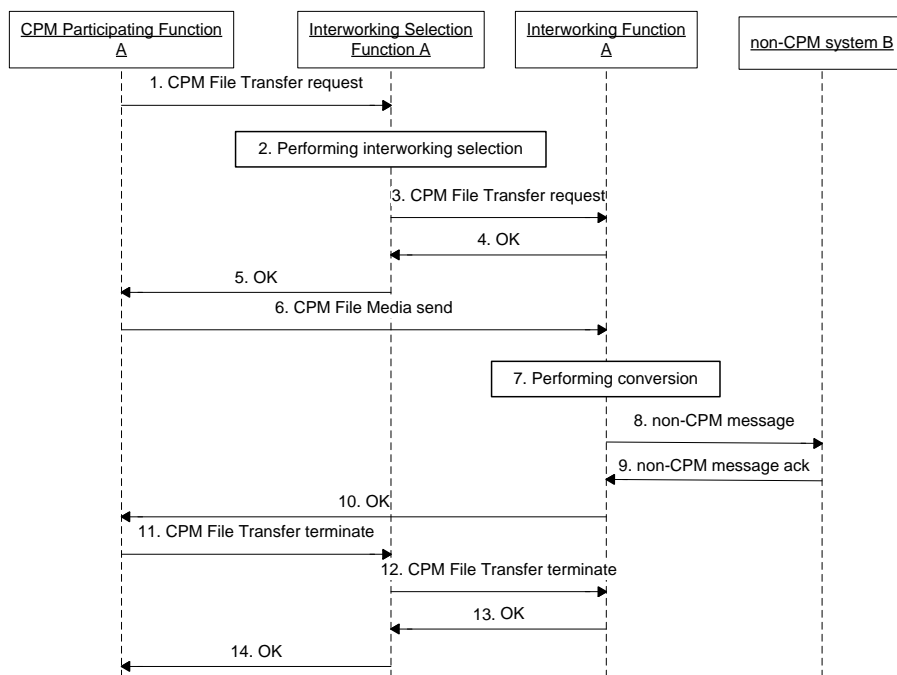 CPM Participating Function
A
Interworking Selection
Function A
Interworking Function
A
non-CPM system B
1. CPM File Transfer request
2. Performing interworking selection
3. CPM File Transfer request
4. OK
5. OK
6. CPM File Media send
7. Performing conversion
8. non-CPM message
9. non-CPM message ack
10. OK
11. CPM File Transfer terminate
12. CPM File Transfer terminate
13. OK
14. OK